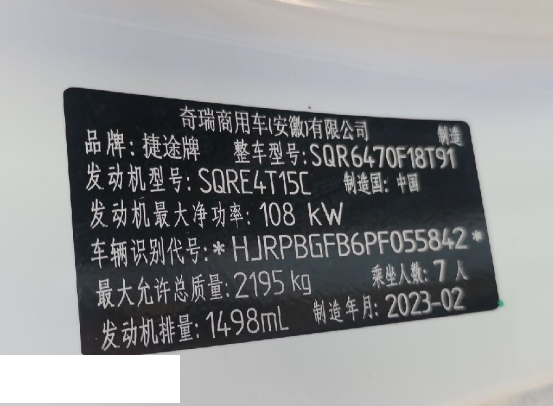 奇瑞商用车(安徽)有限公司 制造
品牌: 捷途牌 整车型号: SQR6470F18T91
发动机型号: SQRE4T15C 制造国: 中国
发动机最大净功率: 108 kW
车辆识别代号: *HJRPBGFB6PF055842*
最大允许总质量: 2195 kg 乘坐人数: 7 人
发动机排量: 1498mL 制造年月: 2023-02